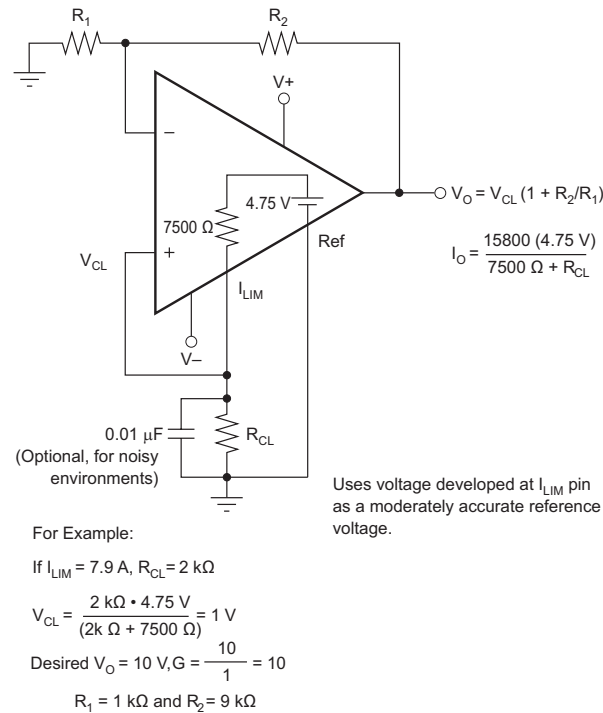 R1 R2
V+
−
4.75 V
7500 Ω
Ref
VO = VCL (1 + R2/R1)
IO = 15800 (4.75 V) / 7500 Ω + RCL
VCL
+
ILIM
V–
0.01 μF
(Optional, for noisy
environments)
RCL
Uses voltage developed at ILIM pin
as a moderately accurate reference
voltage.
For Example:
If ILIM = 7.9 A, RCL = 2 kΩ
VCL = 2 kΩ • 4.75 V / (2k Ω + 7500 Ω) = 1 V
Desired VO = 10 V, G = 10 / 1 = 10
R1 = 1 kΩ and R2 = 9 kΩ